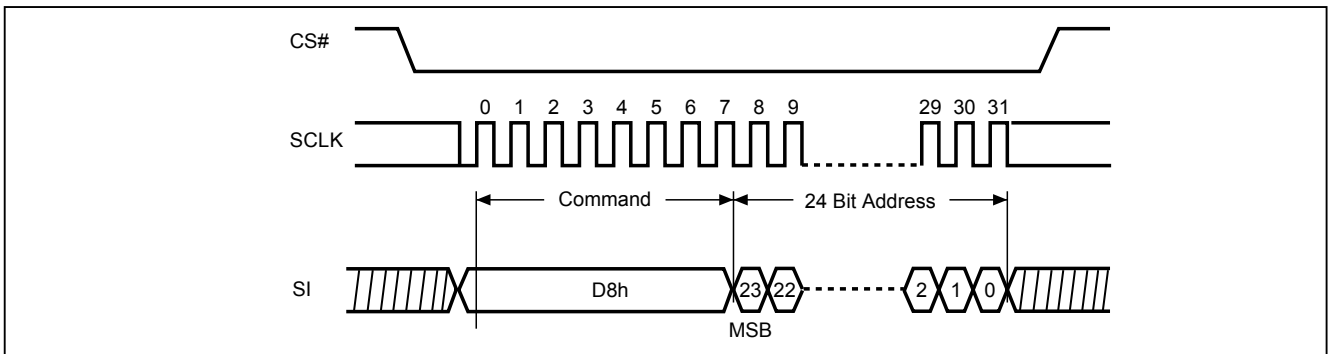 CS#
0 1 2 3 4 5 6 7 8 9 29 30 31
SCLK
Command 24 Bit Address
SI D8h 23 22 2 1 0
MSB